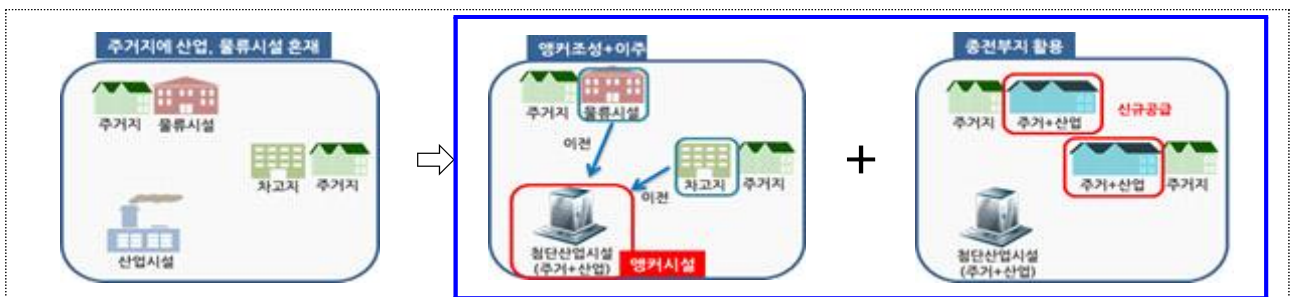 주거지에 산업, 물류시설 혼재
주거지 물류시설
차고지 주거지
산업시설
앵커조성+이주
주거지 물류시설
이전
차고지 주거지
이전
첨단산업시설
(주거+산업)
앵커시설
종전부지 활용
신규공급
주거지 주거+산업
주거+산업 주거지
첨단산업시설
(주거+산업)